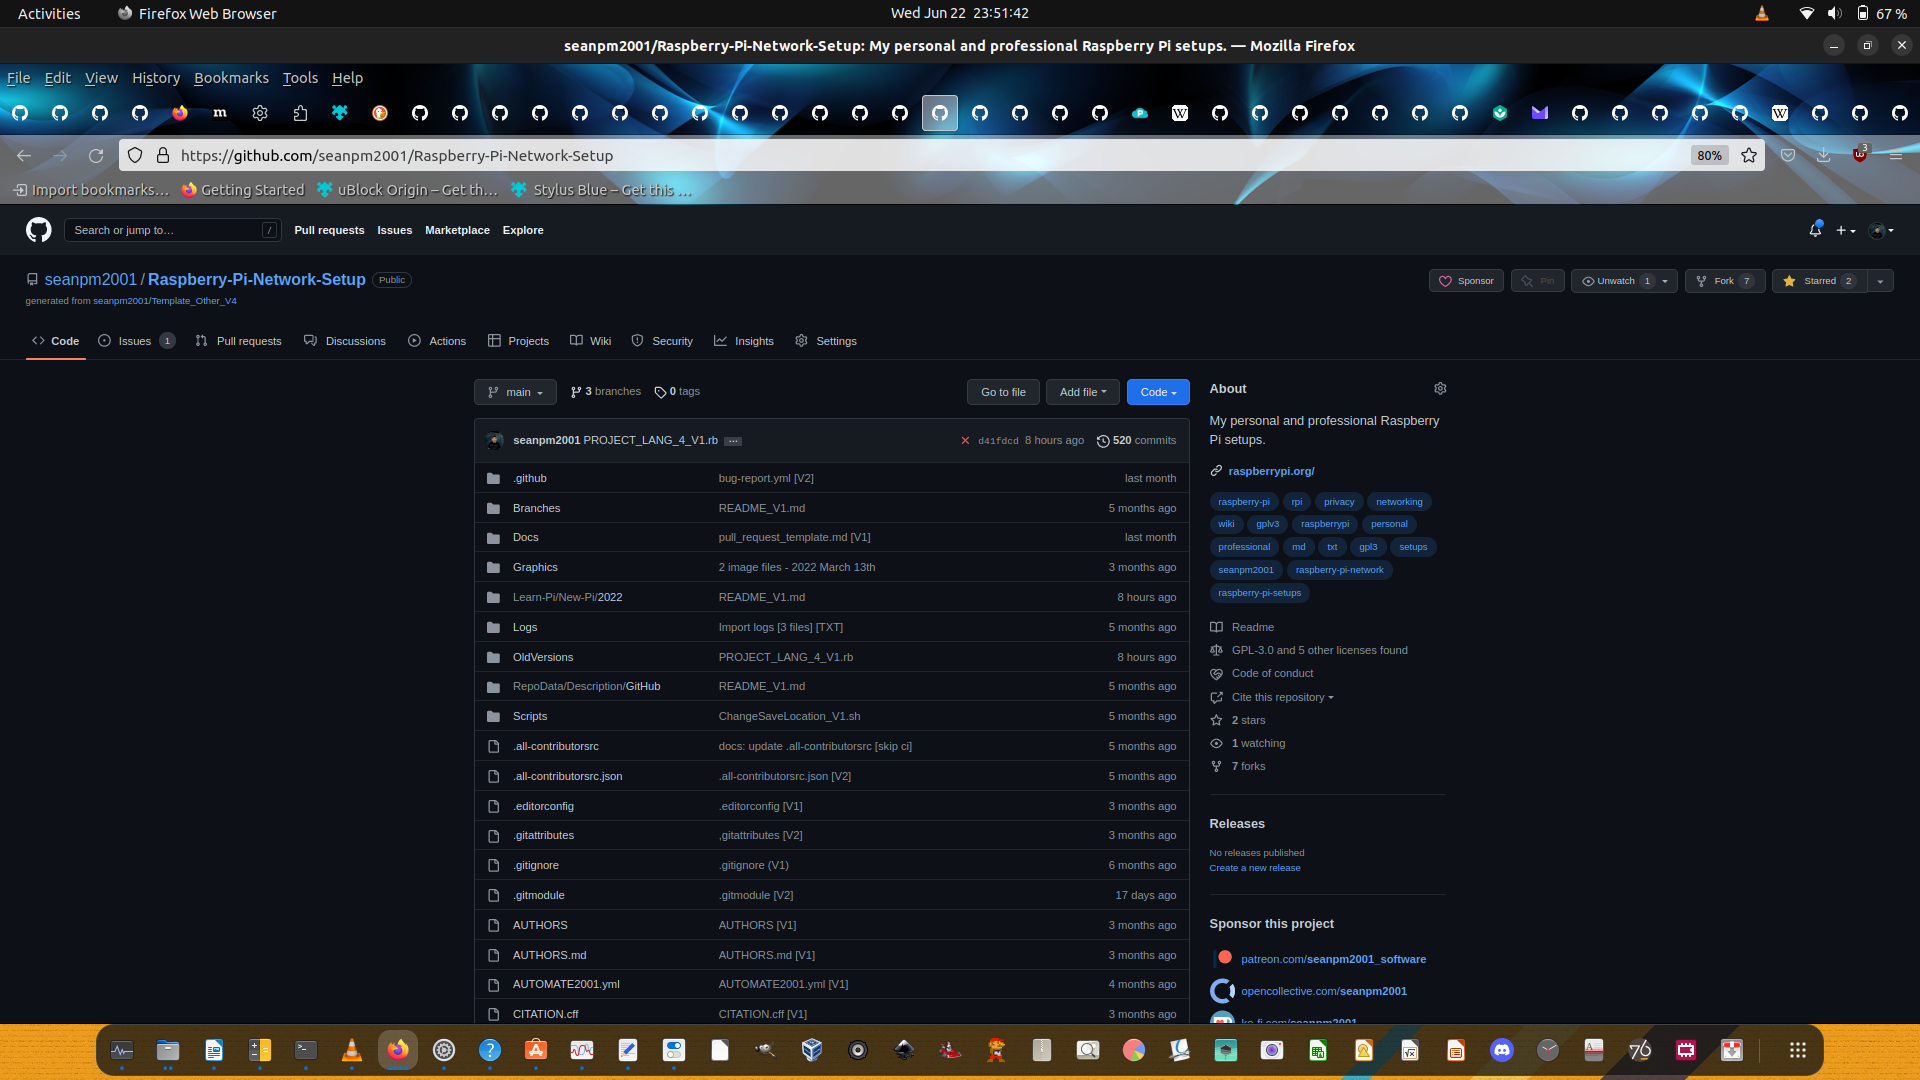 Activities Firefox Web Browser Wed Jun 22 23:51:42 67 %
seanpm2001/Raspberry-Pi-Network-Setup: My personal and professional Raspberry Pi setups. — Mozilla Firefox
File Edit View History Bookmarks Tools Help
https://github.com/seanpm2001/Raspberry-Pi-Network-Setup 80% 3
Import bookmarks… Getting Started uBlock Origin – Get th… Stylus Blue – Get this …
Search or jump to… / Pull requests Issues Marketplace Explore
seanpm2001 / Raspberry-Pi-Network-Setup Public Sponsor Pin Unwatch 1 Fork 7 Starred 2
generated from seanpm2001/Template_Other_V4
Code Issues 1 Pull requests Discussions Actions Projects Wiki Security Insights Settings
main 3 branches 0 tags Go to file Add file Code
seanpm2001 PROJECT_LANG_4_V1.rb ... d41fdcd 8 hours ago 520 commits
.github bug-report.yml [V2] last month
Branches README_V1.md 5 months ago
Docs pull_request_template.md [V1] last month
Graphics 2 image files - 2022 March 13th 3 months ago
Learn-Pi/New-Pi/2022 README_V1.md 8 hours ago
Logs Import logs [3 files] [TXT] 5 months ago
OldVersions PROJECT_LANG_4_V1.rb 8 hours ago
RepoData/Description/GitHub README_V1.md 5 months ago
Scripts ChangeSaveLocation_V1.sh 5 months ago
.all-contributorsrc docs: update .all-contributorsrc [skip ci] 5 months ago
.all-contributorsrc.json .all-contributorsrc.json [V2] 5 months ago
.editorconfig .editorconfig [V1] 3 months ago
.gitattributes ,gitattributes [V2] 3 months ago
.gitignore .gitignore (V1) 6 months ago
.gitmodule .gitmodule [V2] 17 days ago
AUTHORS AUTHORS [V1] 3 months ago
AUTHORS.md AUTHORS.md [V1] 3 months ago
AUTOMATE2001.yml AUTOMATE2001.yml [V1] 4 months ago
CITATION.cff CITATION.cff [V1] 3 months ago
About
My personal and professional Raspberry
Pi setups.
raspberrypi.org/
raspberry-pi rpi privacy networking
wiki gplv3 raspberrypi personal
professional md txt gpl3 setups
seanpm2001 raspberry-pi-network
raspberry-pi-setups
Readme
GPL-3.0 and 5 other licenses found
Code of conduct
Cite this repository
2 stars
1 watching
7 forks
Releases
No releases published
Create a new release
Sponsor this project
patreon.com/seanpm2001_software
opencollective.com/seanpm2001
ko-fi.com/seanpm2001
76